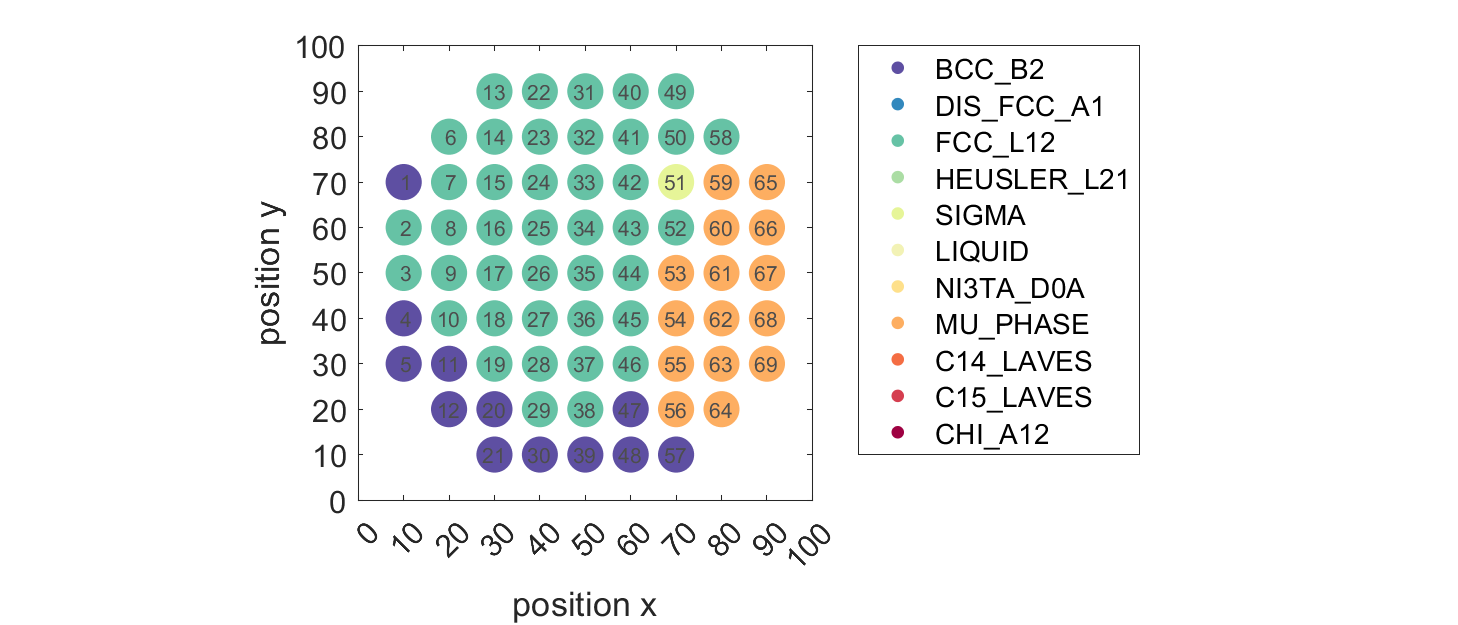 100
90
80
70
60
50
40
30
20
10
0
position y
13 22 31 40 49
6 14 23 32 41 50 58
1 7 15 24 33 42 51 59 65
2 8 16 25 34 43 52 60 66
3 9 17 26 35 44 53 61 67
4 10 18 27 36 45 54 62 68
5 11 19 28 37 46 55 63 69
12 20 29 38 47 56 64
21 30 39 48 57
0 10 20 30 40 50 60 70 80 90 100
position x
BCC_B2
DIS_FCC_A1
FCC_L12
HEUSLER_L21
SIGMA
LIQUID
NI3TA_D0A
MU_PHASE
C14_LAVES
C15_LAVES
CHI_A12